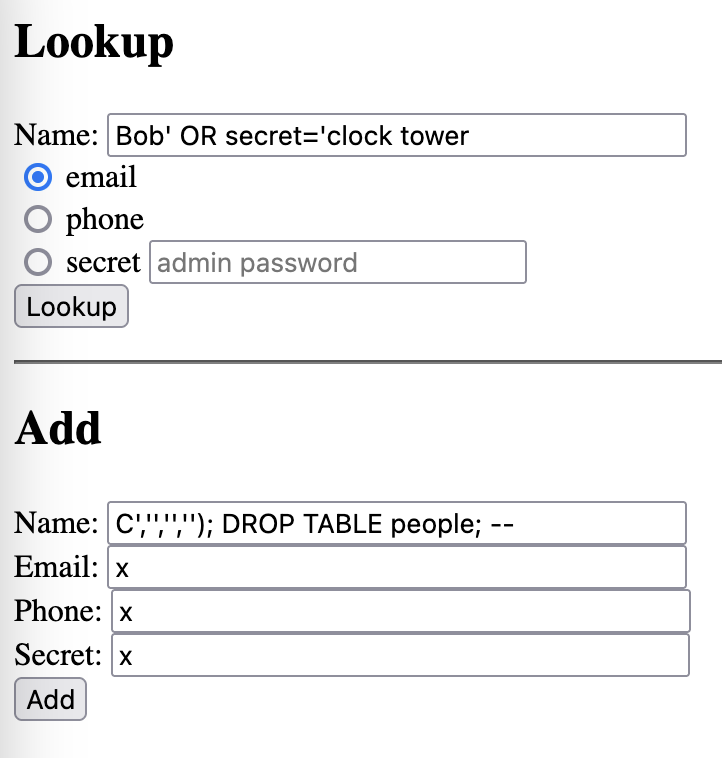 Lookup
Name: Bob' OR secret='clock tower
email
phone
secret admin password
Lookup
Add
Name: C','','',''); DROP TABLE people; --
Email: x
Phone: x
Secret: x
Add